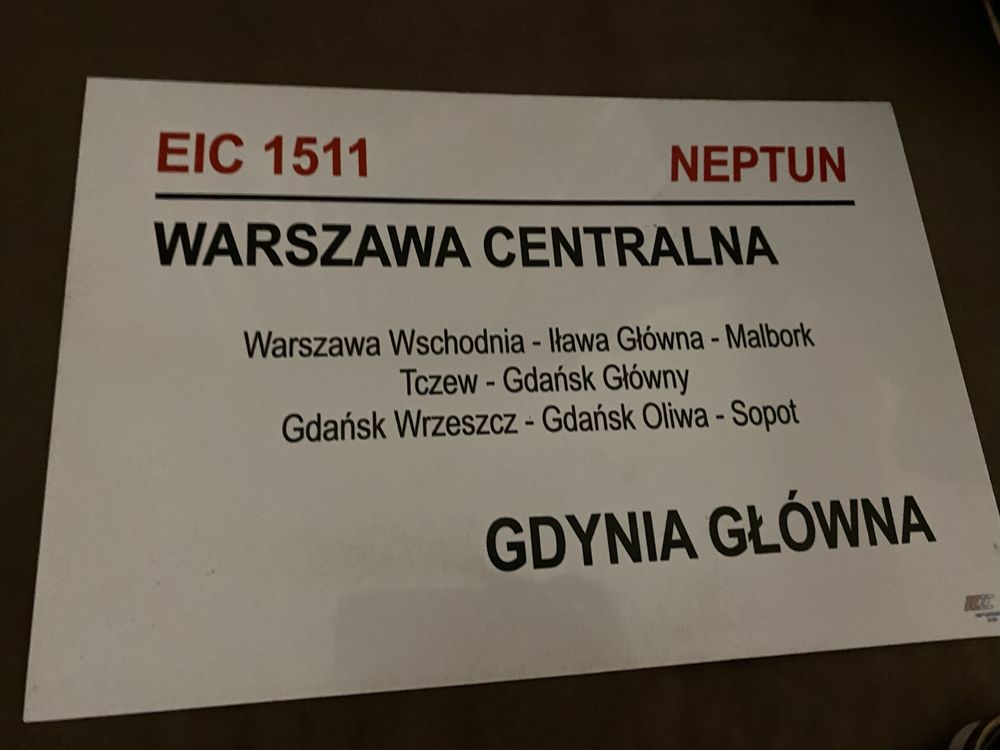 EIC 1511 NEPTUN
WARSZAWA CENTRALNA
Warszawa Wschodnia - Iława Główna - Malbork
Tczew - Gdańsk Główny
Gdańsk Wrzeszcz - Gdańsk Oliwa - Sopot
GDYNIA GŁÓWNA